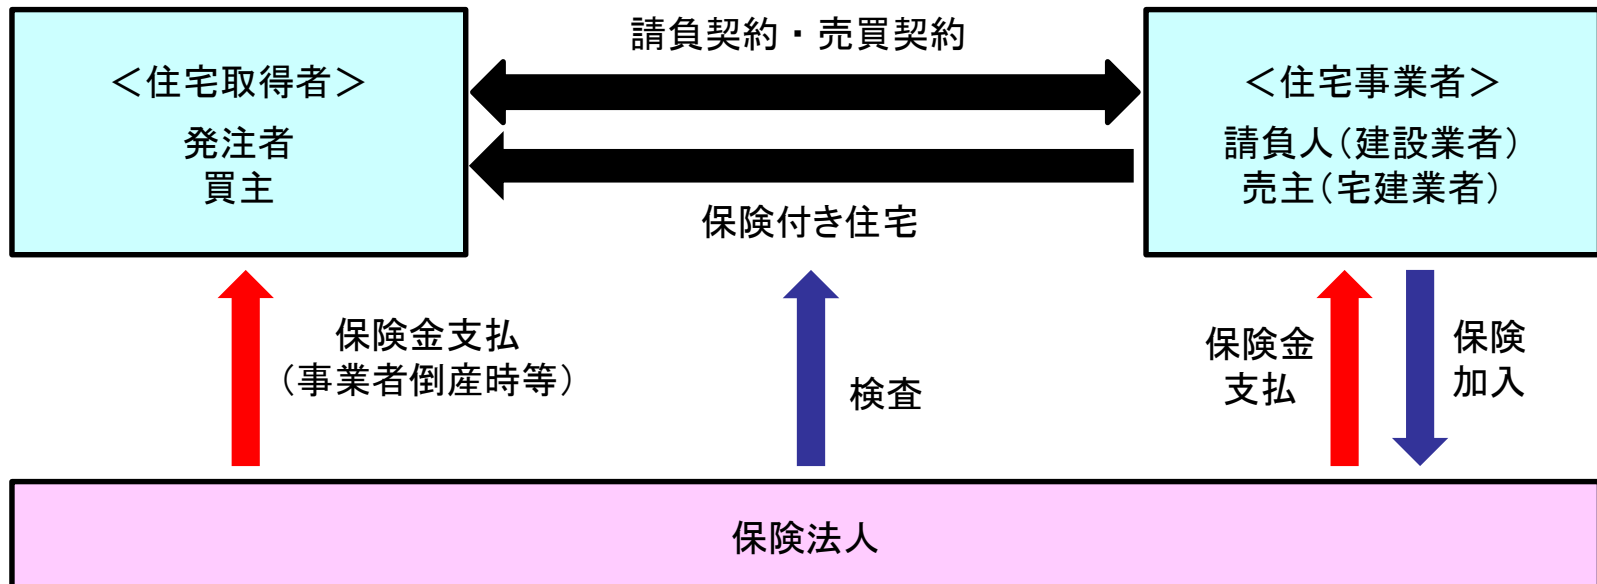 請負契約・売買契約
＜住宅取得者＞
発注者
買主
＜住宅事業者＞
請負人（建設業者）
売主（宅建業者）
保険付き住宅
保険金支払
（事業者倒産時等）
検査
保険金
支払
保険
加入
保険法人